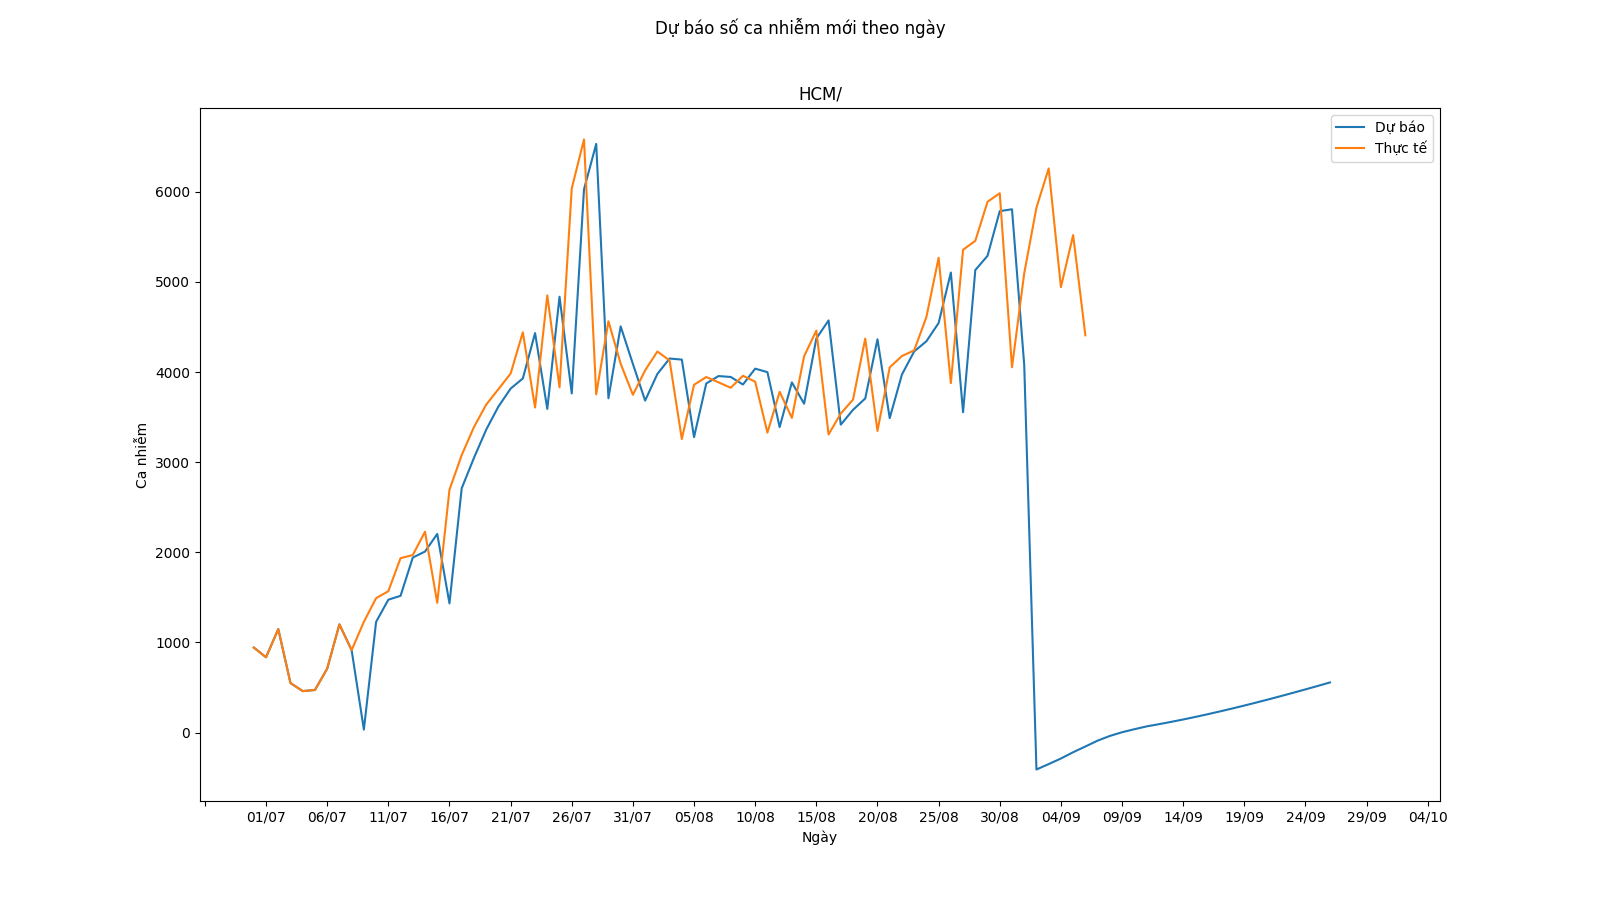 Dự báo số ca nhiễm mới theo ngày
HCM/
Dự báo
Thực tế
Ca nhiễm
6000
5000
4000
3000
2000
1000
0
01/07 06/07 11/07 16/07 21/07 26/07 31/07 05/08 10/08 15/08 20/08 25/08 30/08 04/09 09/09 14/09 19/09 24/09 29/09 04/10
Ngày